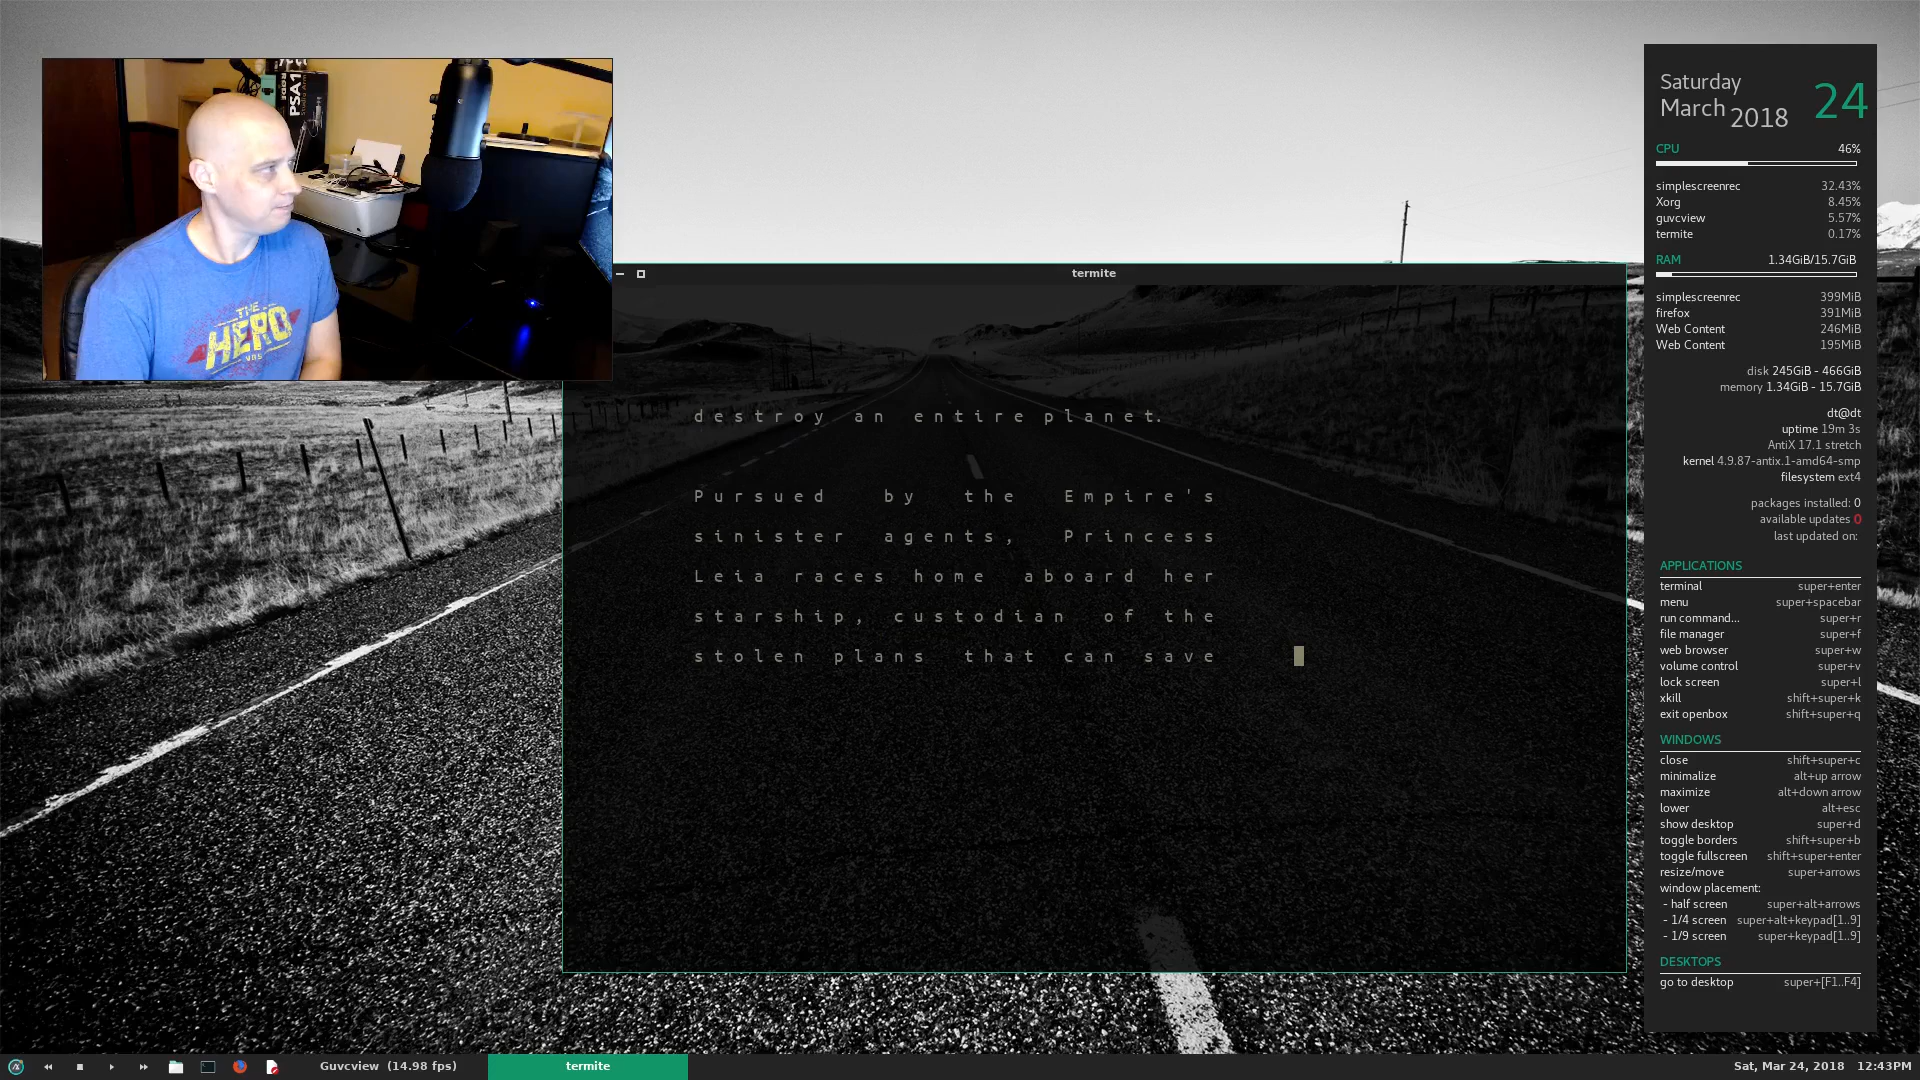 RØDE
PSA1
THE
HERO
termite
destroy an entire planet.
Pursued by the Empire's
sinister agents, Princess
Leia races home aboard her
starship, custodian of the
stolen plans that can save
Saturday 24
March 2018
CPU 46%
simplescreenrec 32.43%
Xorg 8.45%
guvcview 5.57%
termite 0.17%
RAM 1.34GiB/15.7GiB
simplescreenrec 399MiB
firefox 391MiB
Web Content 246MiB
Web Content 195MiB
disk 245GiB - 466GiB
memory 1.34GiB - 15.7GiB
dt@dt
uptime 19m 3s
AntiX 17.1 stretch
kernel 4.9.87-antix.1-amd64-smp
filesystem ext4
packages installed: 0
available updates 0
last updated on:
APPLICATIONS
terminal super+enter
menu super+spacebar
run command... super+r
file manager super+f
web browser super+w
volume control super+v
lock screen super+l
xkill shift+super+k
exit openbox shift+super+q
WINDOWS
close shift+super+c
minimalize alt+up arrow
maximize alt+down arrow
lower alt+esc
show desktop super+d
toggle borders shift+super+b
toggle fullscreen shift+super+enter
resize/move super+arrows
window placement:
- half screen super+alt+arrows
- 1/4 screen super+alt+keypad[1..9]
- 1/9 screen super+keypad[1..9]
DESKTOPS
go to desktop super+[F1..F4]
Guvcview (14.98 fps) termite Sat, Mar 24, 2018 12:43PM